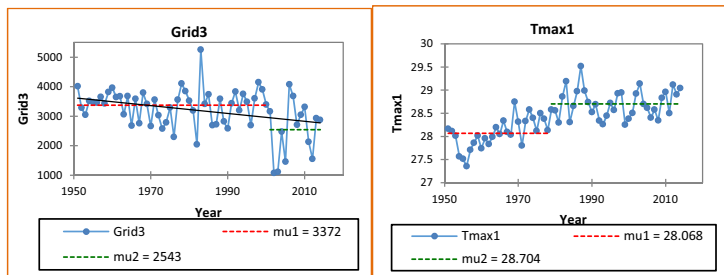 Grid3
5000
4000
3000
2000
1000
Grid3
1950
1970
1990
2010
Year
Grid3
mu1 = 3372
mu2 = 2543
Tmax1
30
29.5
29
28.5
28
27.5
27
Tmax1
1950
1970
1990
2010
Year
Tmax1
mu1 = 28.068
mu2 = 28.704